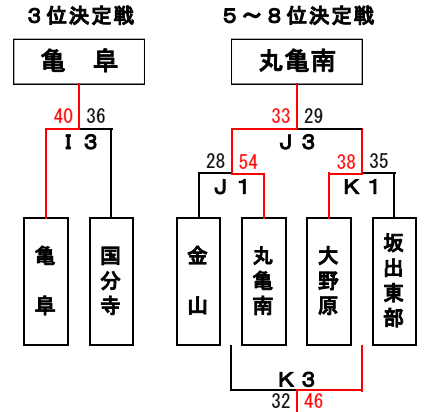 ３位決定戦 ５～８位決定戦
亀　阜 丸亀南
40 36 33 29
Ｉ３ Ｊ３
28 54 38 35
Ｊ１ Ｋ１
亀阜 国分寺 金山 丸亀南 大野原 坂出東部
Ｋ３
32 46